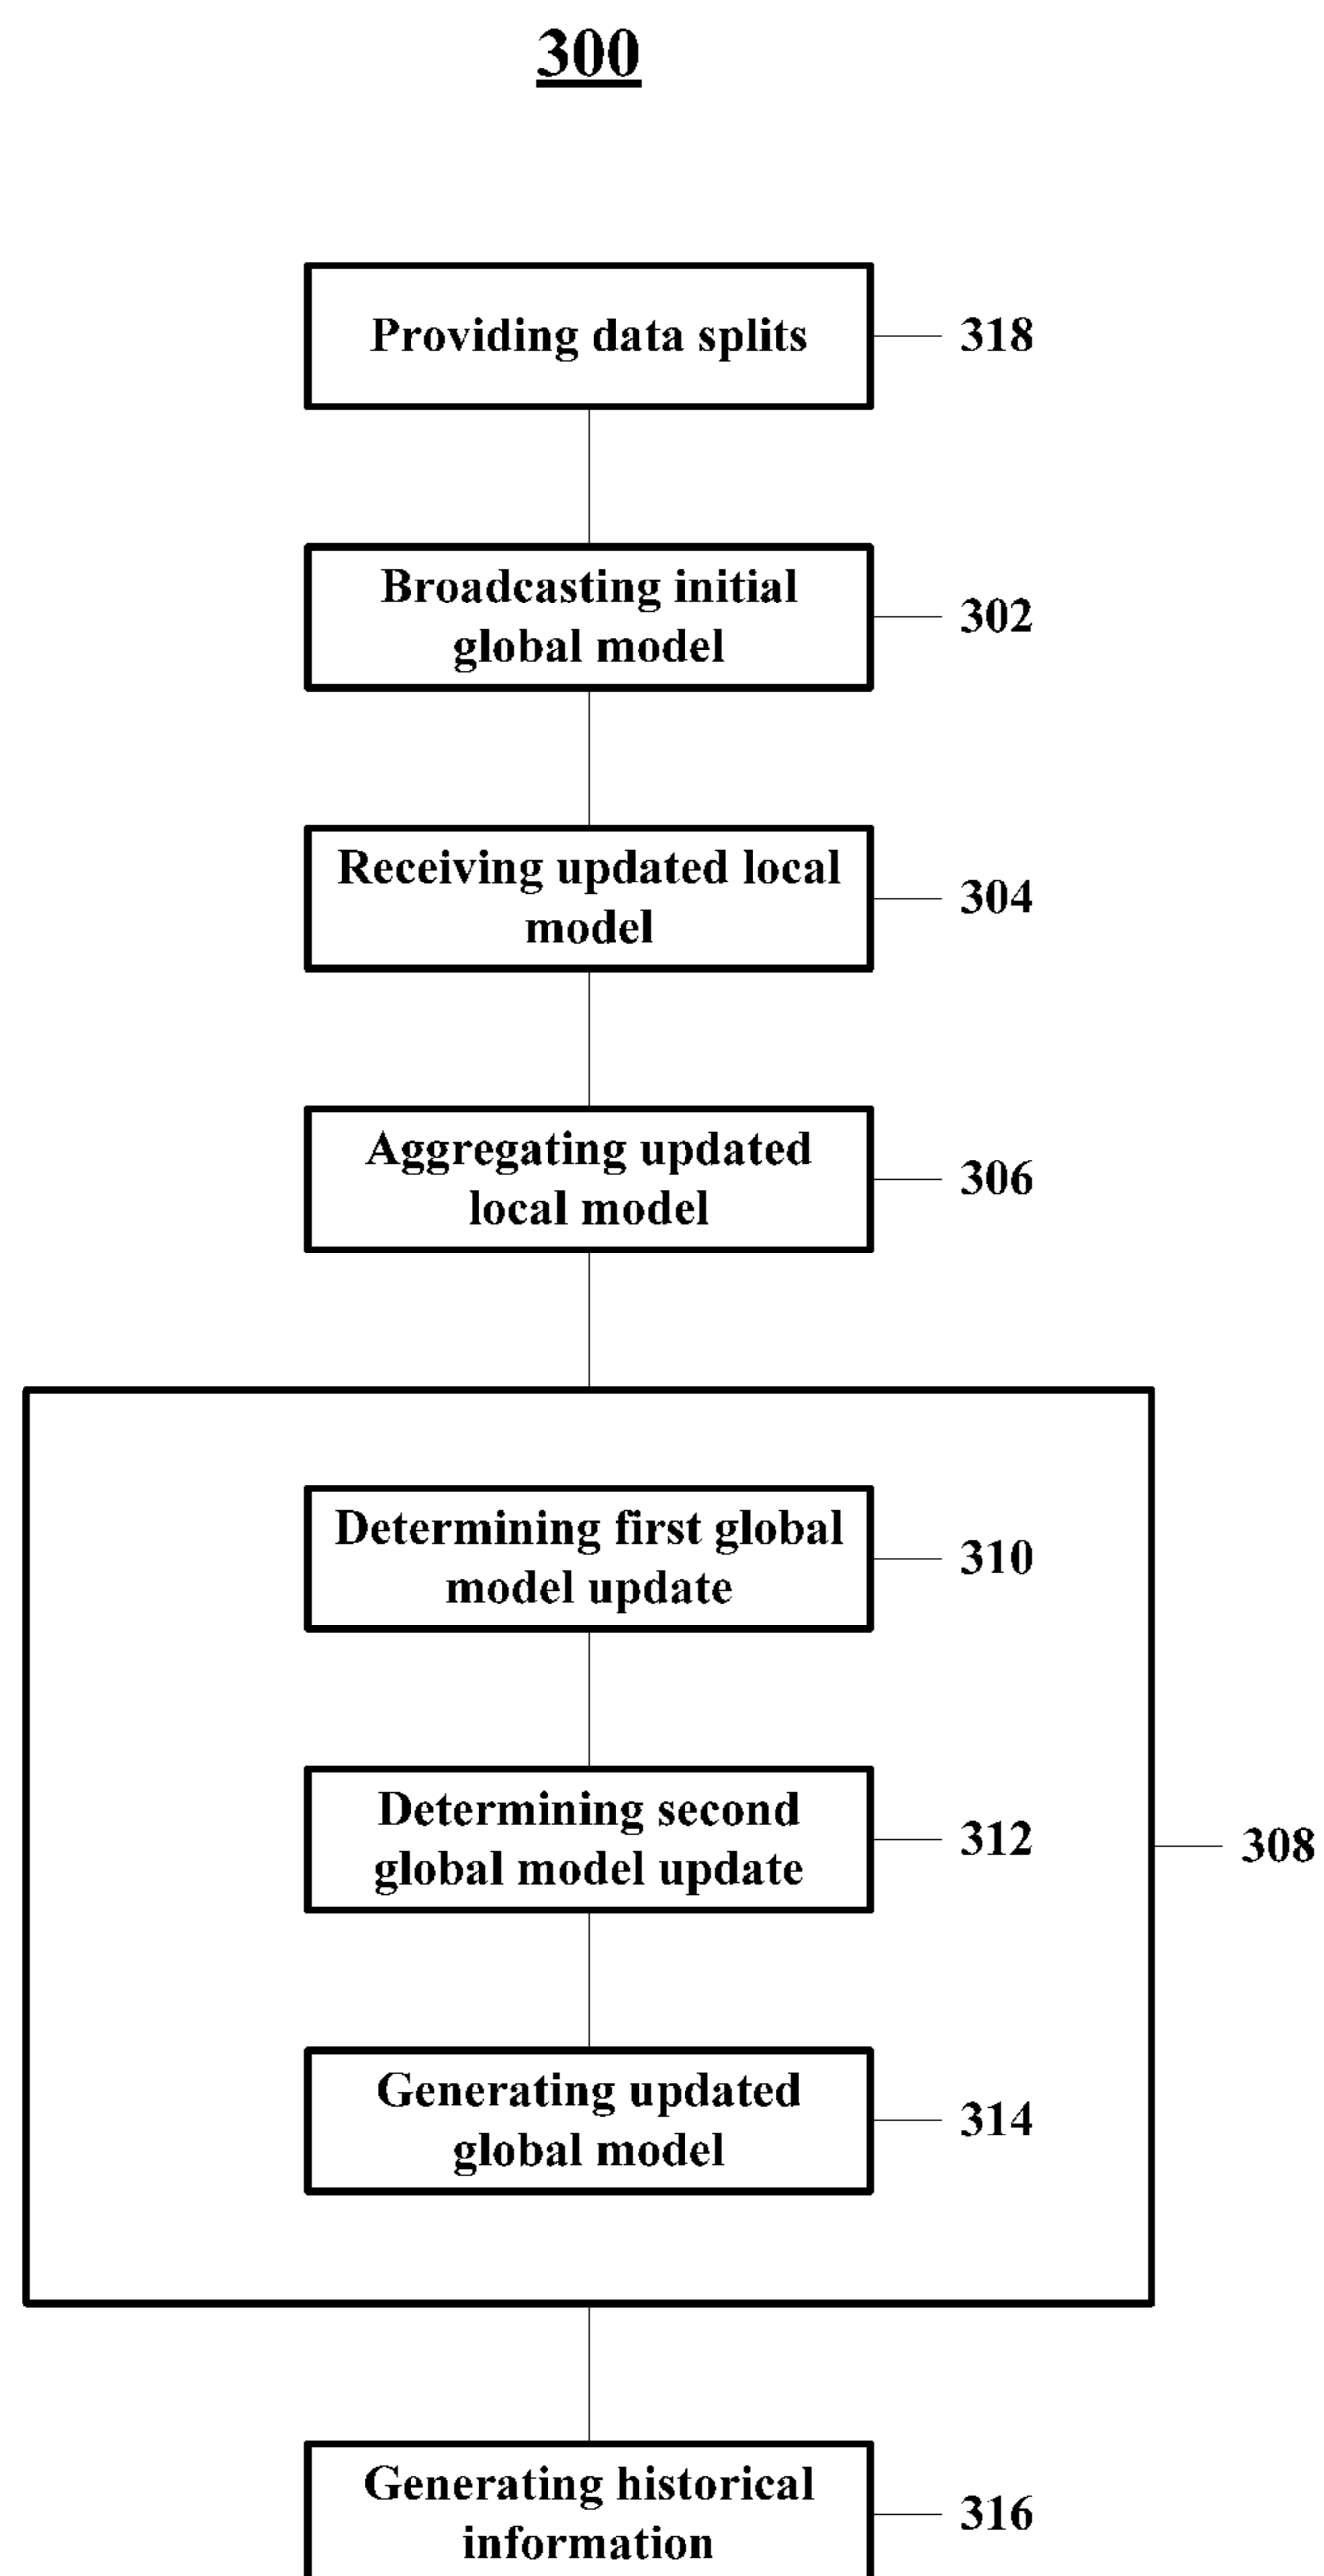 300
Providing data splits
318
Broadcasting initial
global model
302
Receiving updated local
model
304
Aggregating updated
local model
306
Determining first global
model update
310
Determining second
global model update
312
308
Generating updated
global model
314
Generating historical
information
316